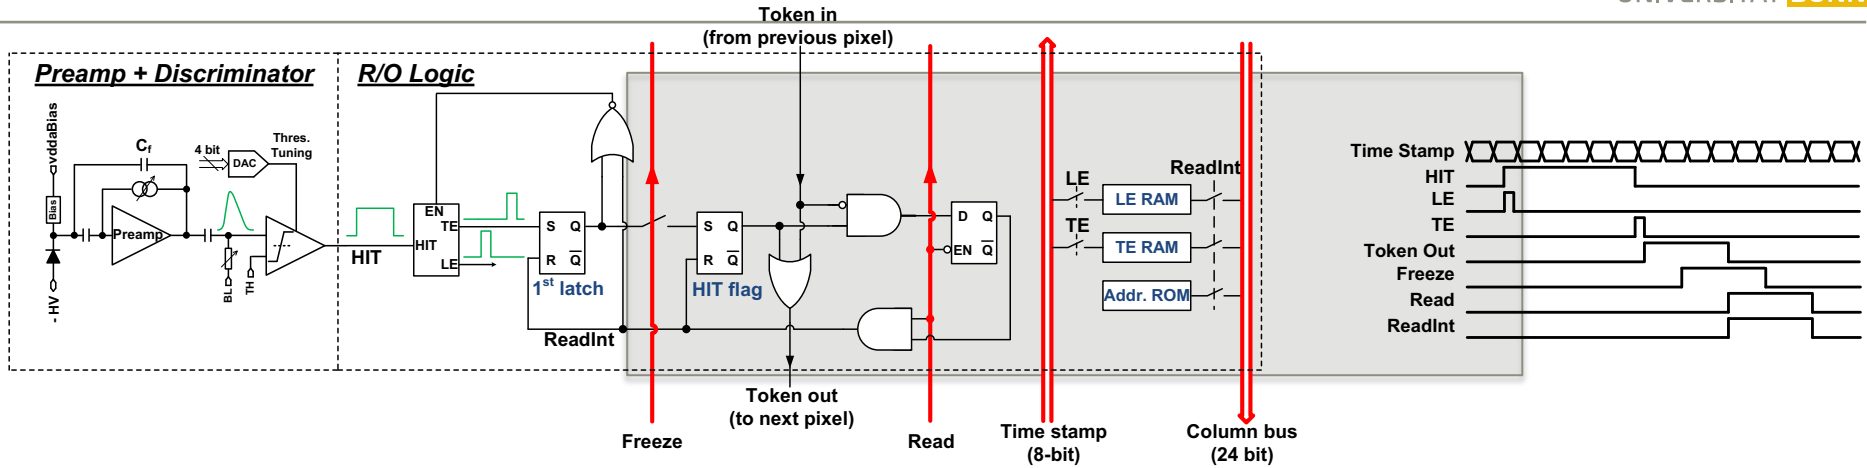 UNIVERSITÄT BONN
Token in
(from previous pixel)
Preamp + Discriminator
R/O Logic
vddaBias
Cf
4 bit
DAC
Thres.
Tuning
Bias
Preamp
- HV
BL
TH
HIT
EN
TE
HIT
LE
S Q
R Q
1st latch
ReadInt
S Q
R Q
HIT flag
D Q
EN Q
LE
LE RAM
TE
TE RAM
Addr. ROM
ReadInt
Token out
(to next pixel)
Freeze
Read
Time stamp
(8-bit)
Column bus
(24 bit)
Time Stamp
HIT
LE
TE
Token Out
Freeze
Read
ReadInt